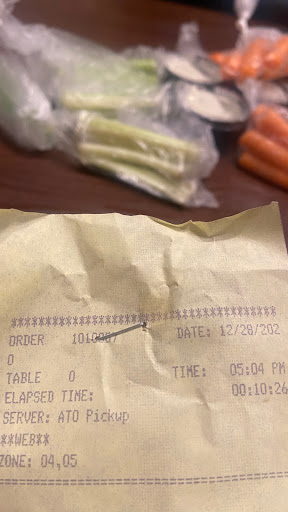 *****************************************
ORDER 1010007 DATE: 12/28/202
0
TABLE 0 TIME: 05:04 PM
ELAPSED TIME: 00:10:26
SERVER: ATO Pickup
**WEB**
ZONE: 04,05
=========================================